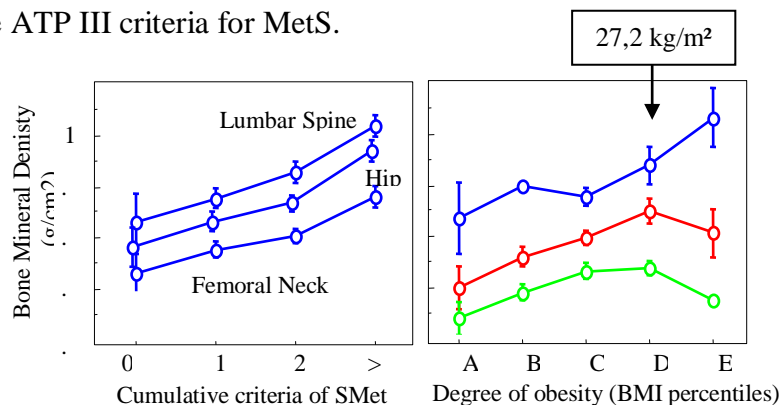 e ATP III criteria for MetS.
27,2 kg/m²
Bone Mineral Denisty
(g/cm2)
1
.
.
.
.
Lumbar Spine
Hip
Femoral Neck
0 1 2 >
Cumulative criteria of SMet
A B C D E
Degree of obesity (BMI percentiles)